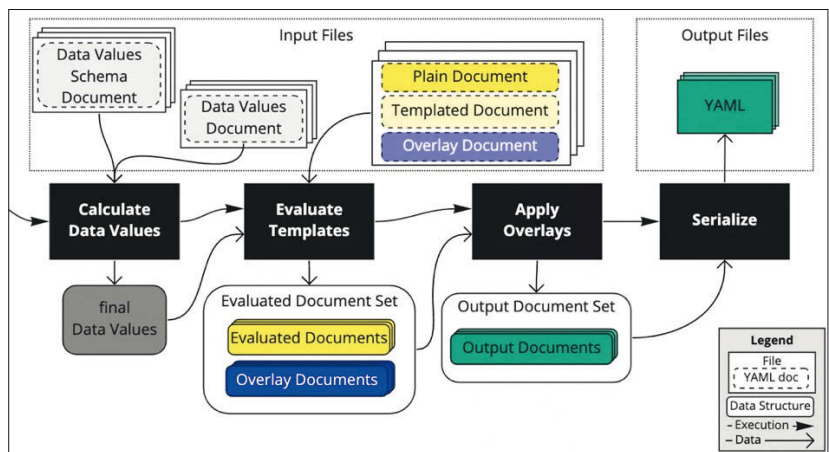 Input Files
Output Files
Data Values
Schema
Document
Data Values
Document
Plain Document
Templated Document
Overlay Document
YAML
Calculate
Data Values
Evaluate
Templates
Apply
Overlays
Serialize
final
Data Values
Evaluated Document Set
Evaluated Documents
Overlay Documents
Output Document Set
Output Documents
Legend
File
YAML doc
Data Structure
Execution
Data